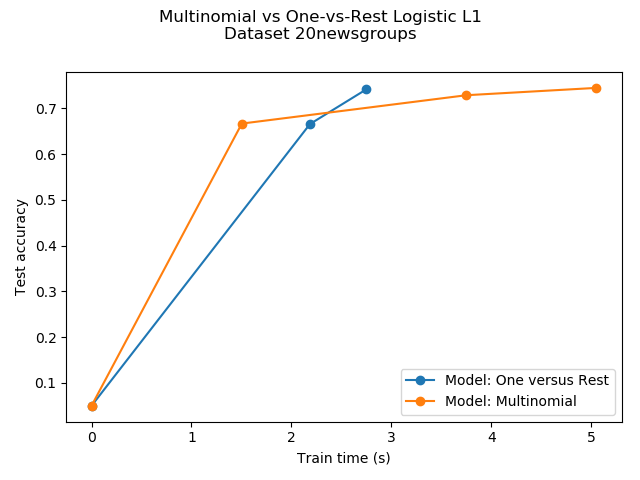 Multinomial vs One-vs-Rest Logistic L1
Dataset 20newsgroups
0.7
0.6
0.5
0.4
0.3
0.2
0.1
Test accuracy
Model: One versus Rest
Model: Multinomial
0 1 2 3 4 5
Train time (s)